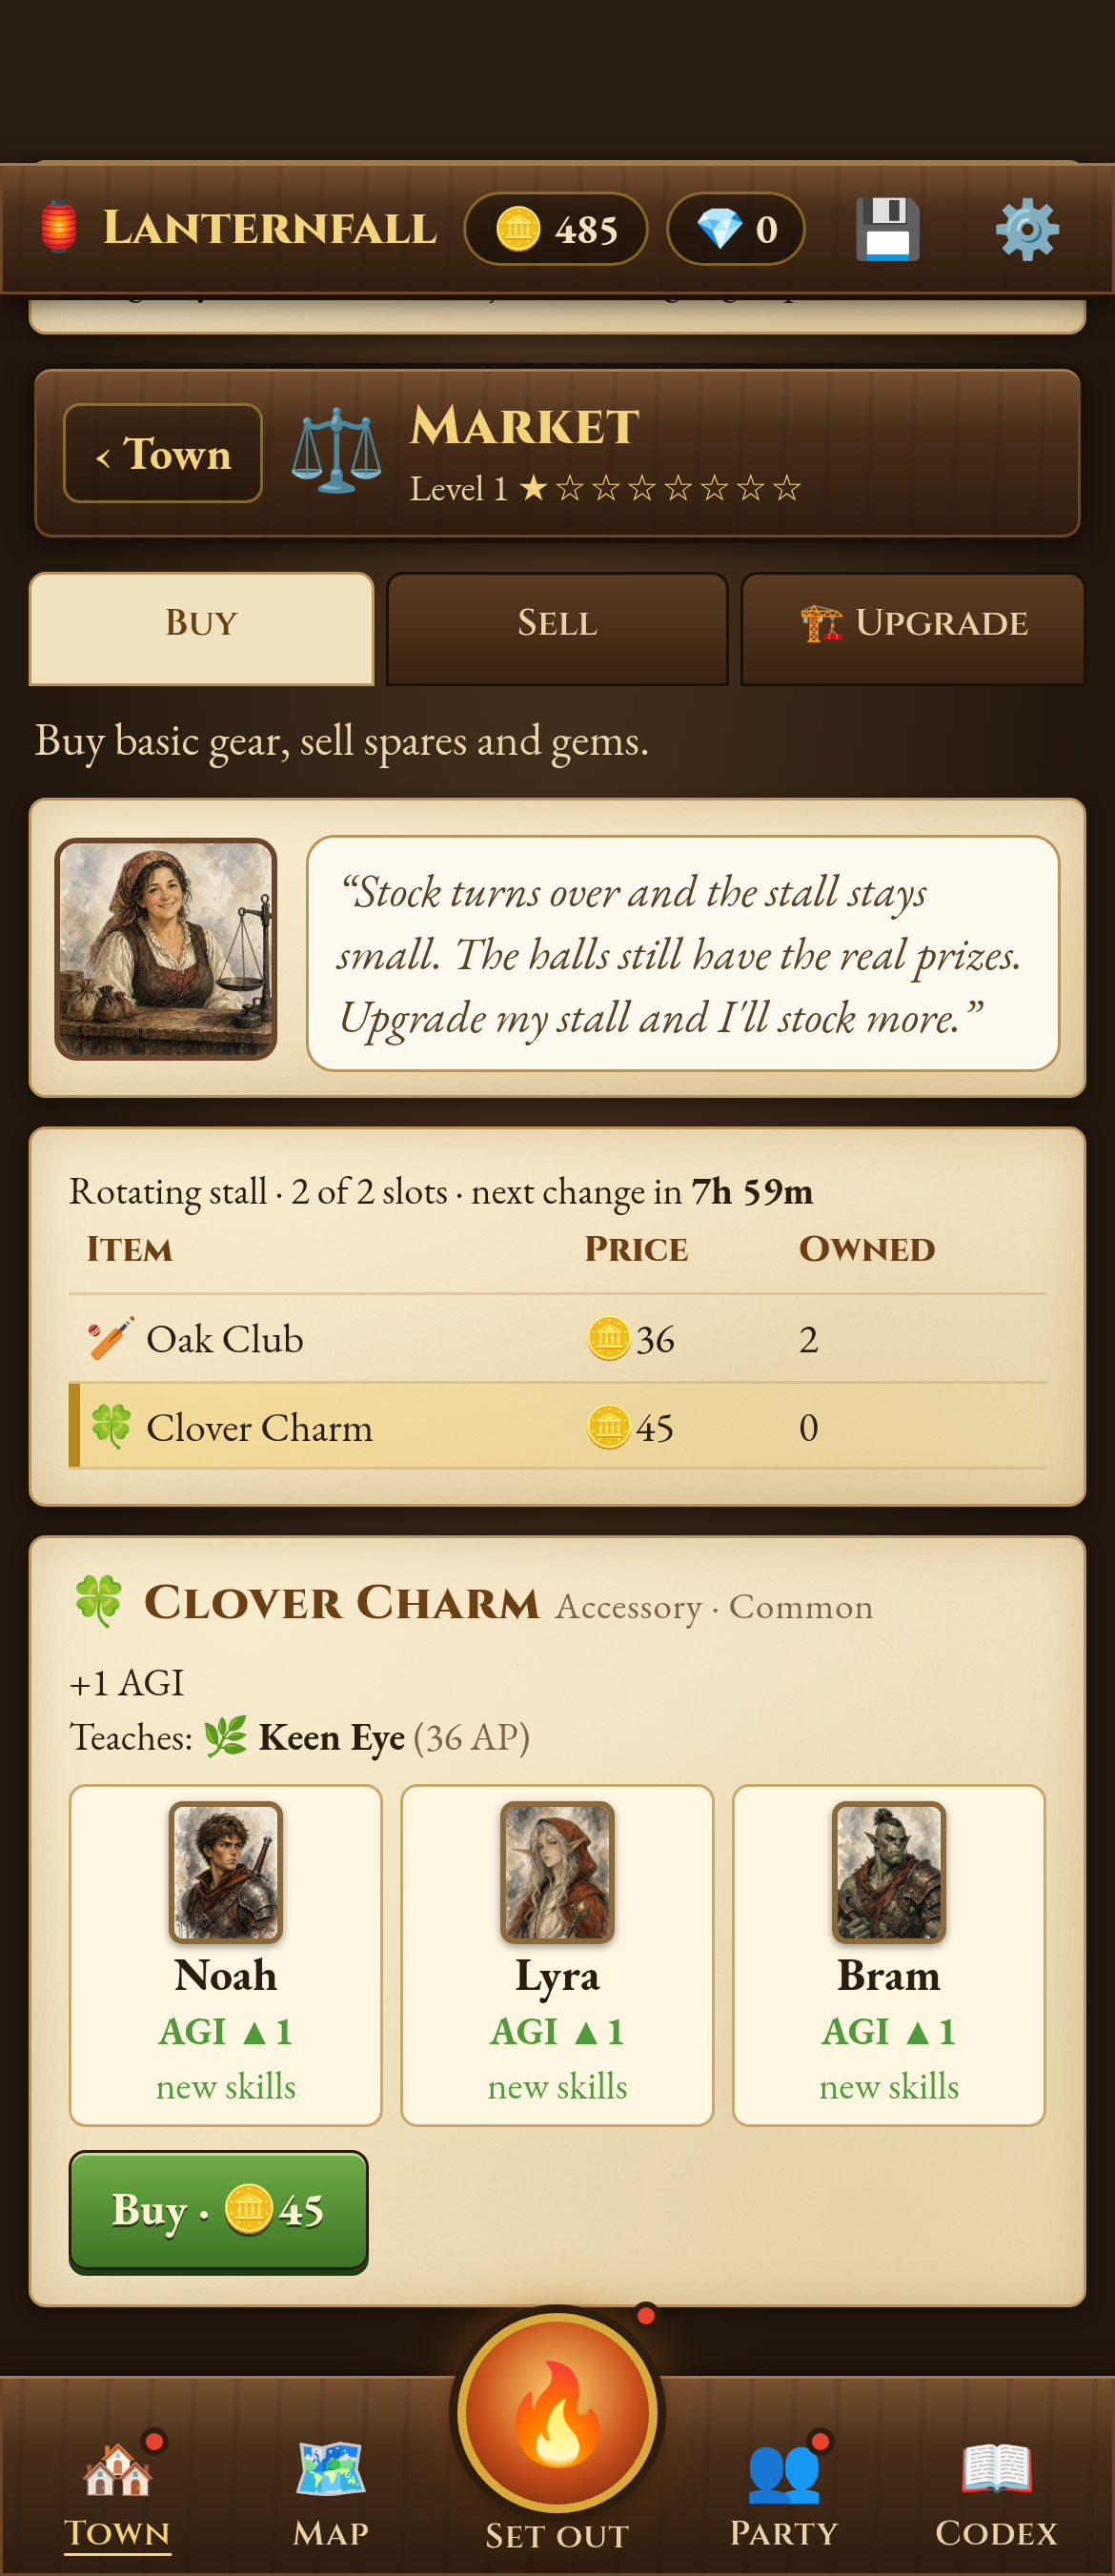 Lanternfall 485 0
‹ Town
Market
Level 1 ★☆☆☆☆☆☆☆
Buy
Sell
Upgrade
Buy basic gear, sell spares and gems.
“Stock turns over and the stall stays
small. The halls still have the real prizes.
Upgrade my stall and I'll stock more.”
Rotating stall · 2 of 2 slots · next change in 7h 59m
Item Price Owned
Oak Club 36 2
Clover Charm 45 0
Clover Charm Accessory · Common
+1 AGI
Teaches: Keen Eye (36 AP)
Noah
AGI ▲1
new skills
Lyra
AGI ▲1
new skills
Bram
AGI ▲1
new skills
Buy · 45
Town
Map
Set out
Party
Codex